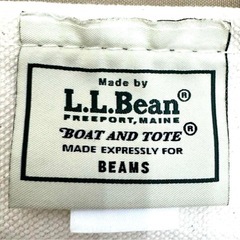 Made by
L.L.Bean®
FREEPORT, MAINE
BOAT AND TOTE®
MADE EXPRESSLY FOR
BEAMS